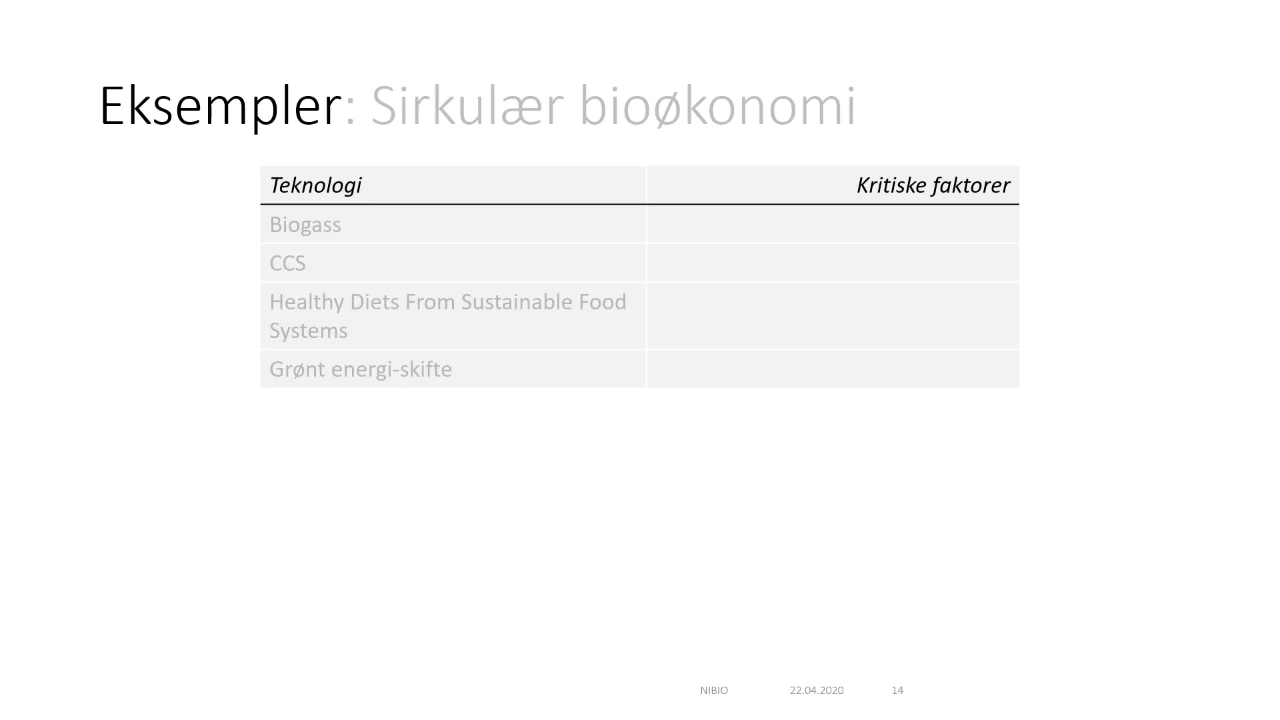 Eksempler: Sirkulær bioøkonomi
Teknologi Kritiske faktorer
Biogass
CCS
Healthy Diets From Sustainable Food
Systems
Grønt energi-skifte
NIBIO 22.04.2020 14